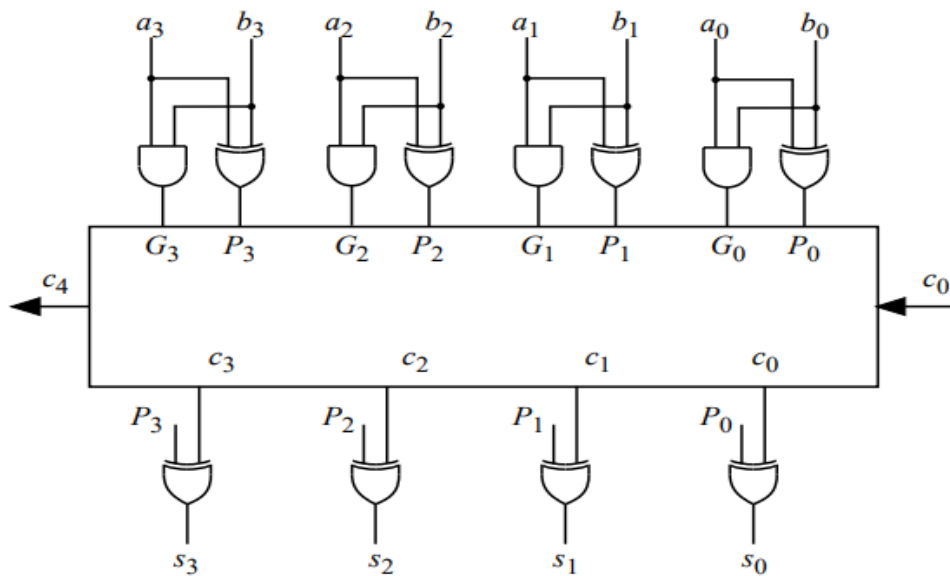 a₃ b₃ a₂ b₂ a₁ b₁ a₀ b₀
G₃ P₃ G₂ P₂ G₁ P₁ G₀ P₀
c₄ c₀
c₃ c₂ c₁ c₀
P₃ P₂ P₁ P₀
s₃ s₂ s₁ s₀